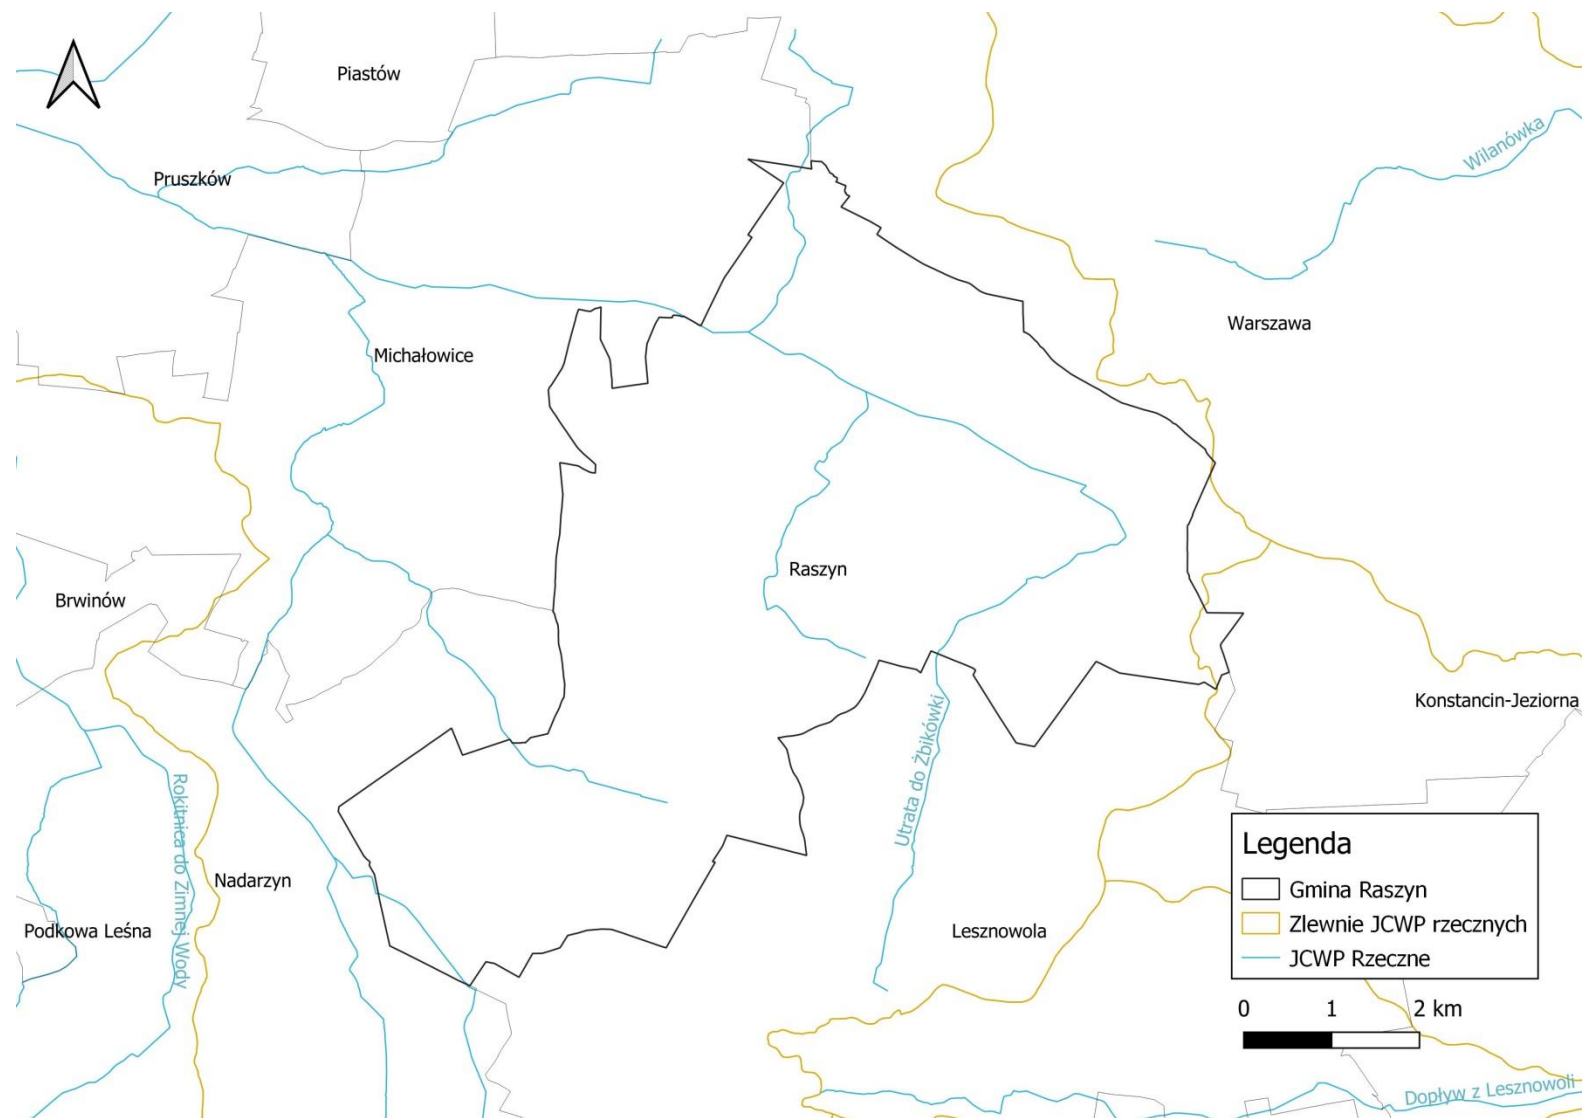 Piastów
Wilanówka
Pruszków
Warszawa
Michałowice
Raszyn
Brwinów
Konstancin-Jeziorna
Utrata do Żbikówki
Rokitnica do Zimnej Wody
Nadarzyn
Podkowa Leśna
Lesznowola
Legenda
Gmina Raszyn
Zlewnie JCWP rzecznych
JCWP Rzeczne
0 1 2 km
Dopływ z Lesznowoli